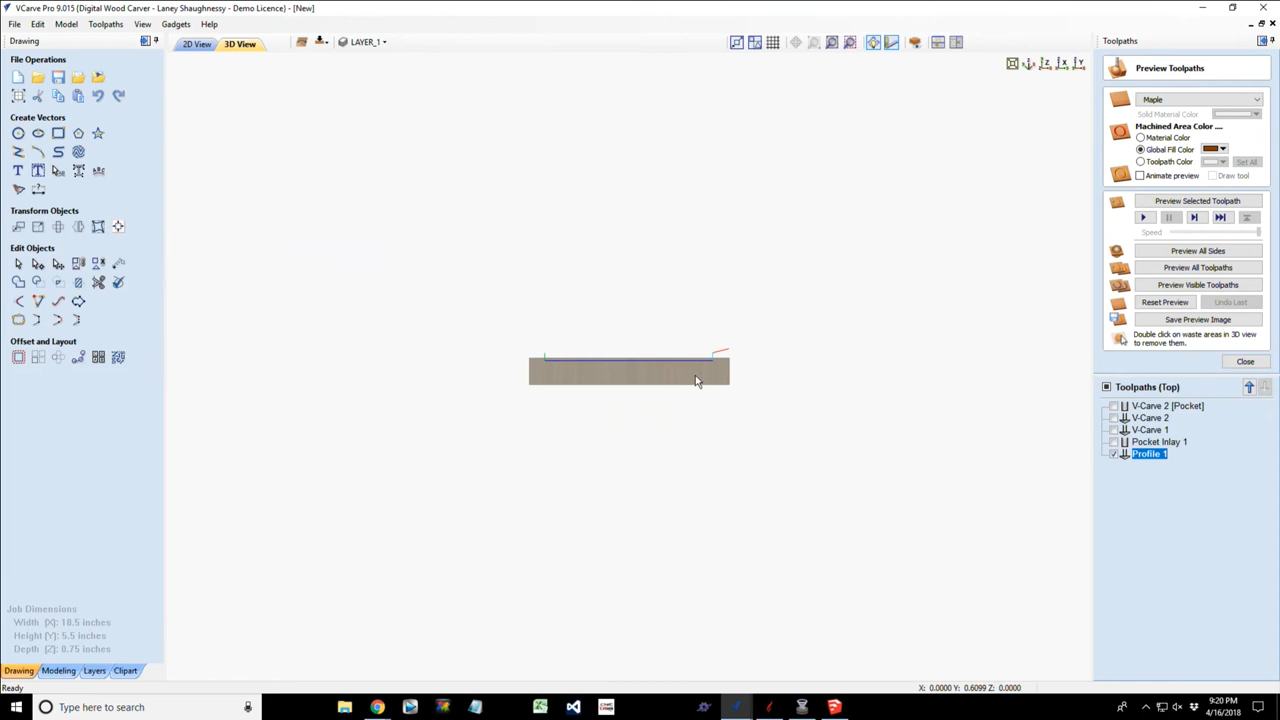 VCarve Pro 9.015 {Digital Wood Carver - Laney Shaughnessy - Demo Licence} - [New]
File Edit Model Toolpaths View Gadgets Help
Drawing
2D View 3D View LAYER_1
File Operations
Create Vectors
Transform Objects
Edit Objects
Offset and Layout
Job Dimensions
Width (X): 18.5 inches
Height (Y): 5.5 inches
Depth (Z): 0.75 inches
Drawing Modeling Layers Clipart
Ready
X: 0.0000 Y: 0.6099 Z: 0.0000
Z X Y
Toolpaths
Preview Toolpaths
Maple
Solid Material Color
Machined Area Color ....
Material Color
Global Fill Color
Toolpath Color Set All
Animate preview Draw tool
Preview Selected Toolpath
Speed
Preview All Sides
Preview All Toolpaths
Preview Visible Toolpaths
Reset Preview Undo Last
Save Preview Image
Double click on waste areas in 3D view
to remove them.
Close
Toolpaths (Top)
V-Carve 2 [Pocket]
V-Carve 2
V-Carve 1
Pocket Inlay 1
Profile 1
Type here to search
9:20 PM
4/16/2018